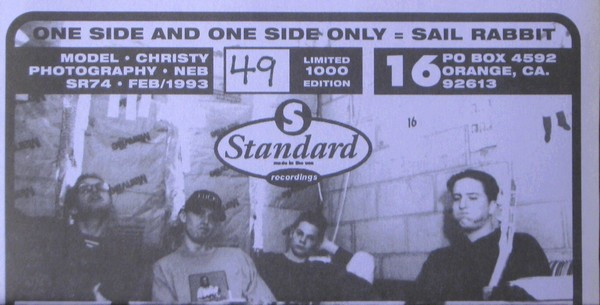 ONE SIDE AND ONE SIDE ONLY = SAIL RABBIT
MODEL • CHRISTY
PHOTOGRAPHY • NEB
SR74 • FEB/1993
49
LIMITED
1000
EDITION
16
PO BOX 4592
ORANGE, CA.
92613
S
Standard
made in the usa
recordings
16